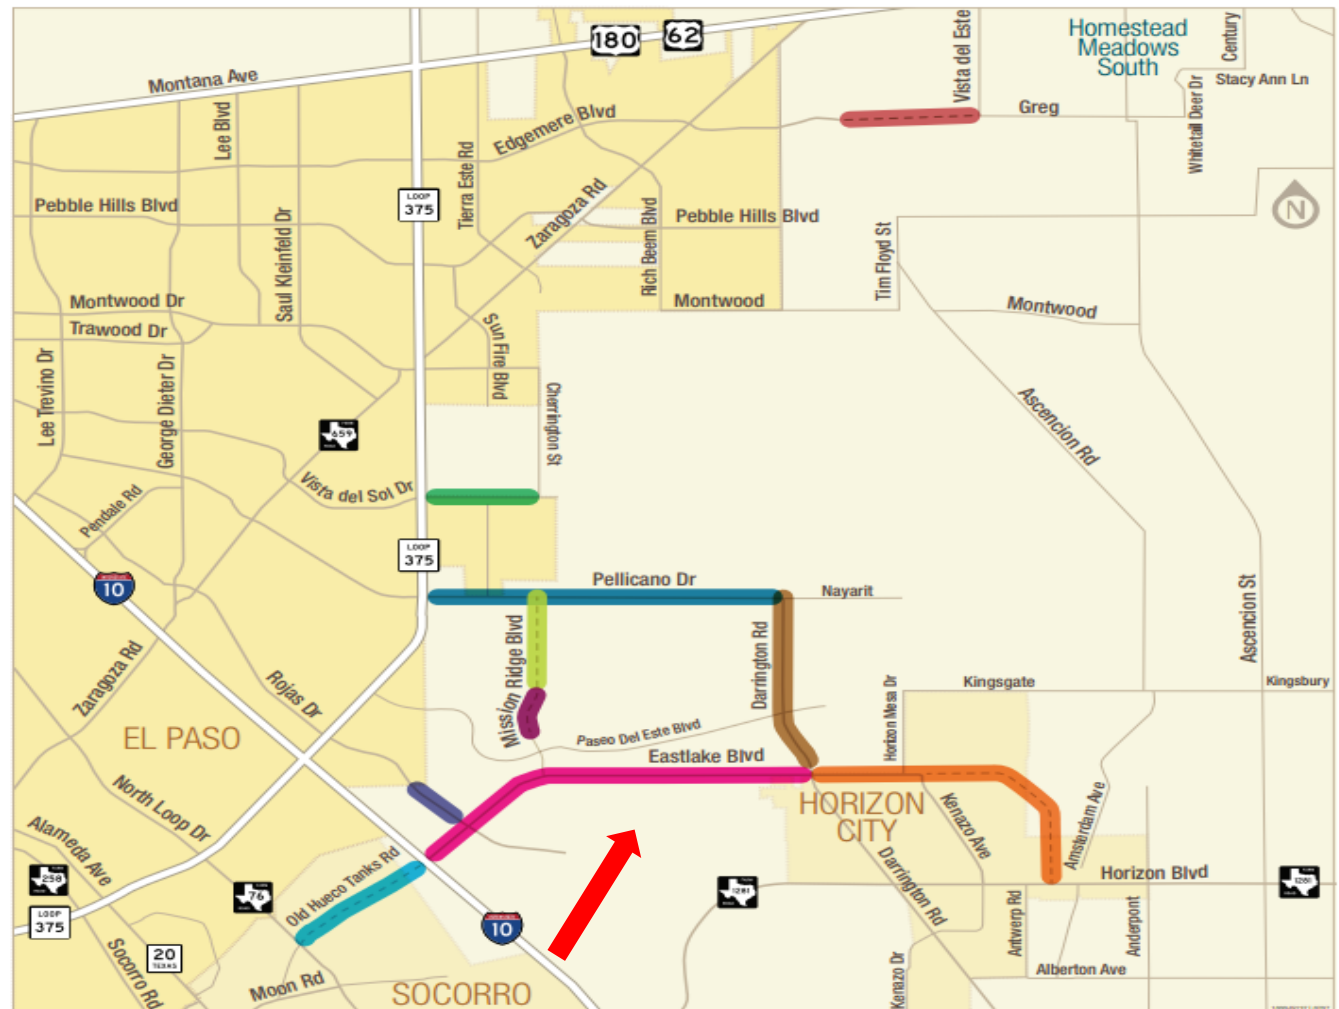 180
62
Montana Ave
Lee Blvd
Edgemere Blvd
Vista del Este
Homestead
Meadows
South
Century
Stacy Ann Ln
Whitetail Deer Dr
Greg
Tierra Este Rd
LOOP
375
Pebble Hills Blvd
Saul Kleinfeld Dr
Zaragoza Rd
Rich Beem Blvd
Pebble Hills Blvd
Tim Floyd St
N
Montwood Dr
Trawood Dr
Montwood
Montwood
Lee Trevino Dr
George Dieter Dr
Sun Fire Blvd
Cherrington St
Ascencion Rd
659
Vista del Sol Dr
Pendale Rd
LOOP
375
10
Pellicano Dr
Nayarit
Ascencion St
Zaragoza Rd
Rojas Dr
Mission Ridge Blvd
Darrington Rd
Paseo Del Este Blvd
Horizon Mesa Dr
Kingsgate
Kingsbury
EL PASO
Eastlake Blvd
HORIZON
CITY
North Loop Dr
Alameda Ave
Old Hueco Tanks Rd
Kenazo Ave
Amsterdam Ave
Darrington Rd
Horizon Blvd
258
76
1281
1281
LOOP
375
10
Socorro Rd
20
TEXAS
Moon Rd
SOCORRO
Kenazo Dr
Antwerp Rd
Anderpont
Alberton Ave